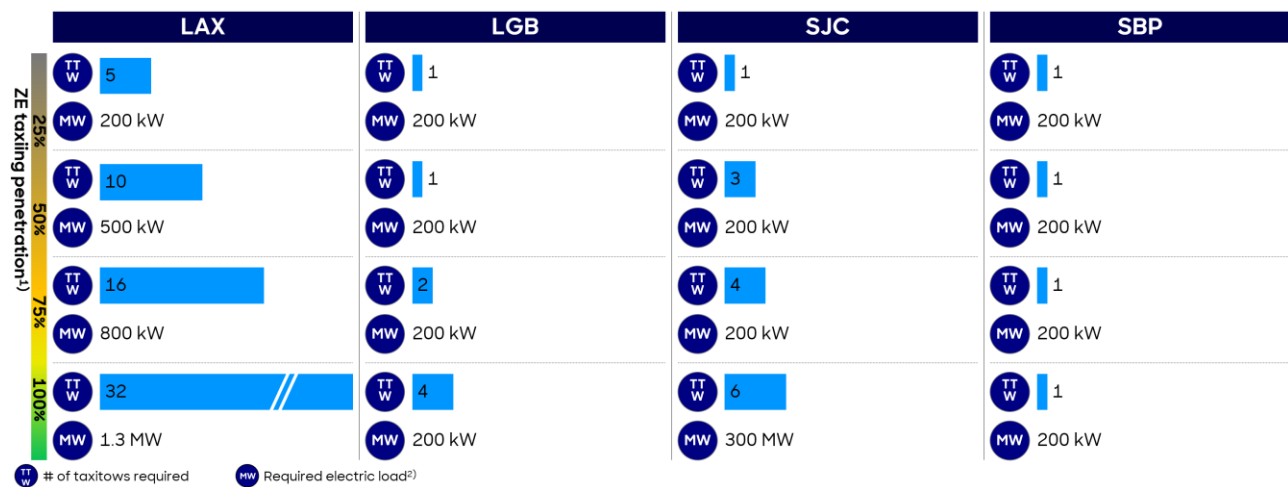 LAX LGB SJC SBP
ZE taxiing penetration¹⁾
25%
TT W 5 TT W 1 TT W 1 TT W 1
MW 200 kW MW 200 kW MW 200 kW MW 200 kW
50%
TT W 10 TT W 1 TT W 3 TT W 1
MW 500 kW MW 200 kW MW 200 kW MW 200 kW
75%
TT W 16 TT W 2 TT W 4 TT W 1
MW 800 kW MW 200 kW MW 200 kW MW 200 kW
100%
TT W 32 TT W 4 TT W 6 TT W 1
MW 1.3 MW MW 200 kW MW 300 MW MW 200 kW
TT W # of taxitows required MW Required electric load²⁾